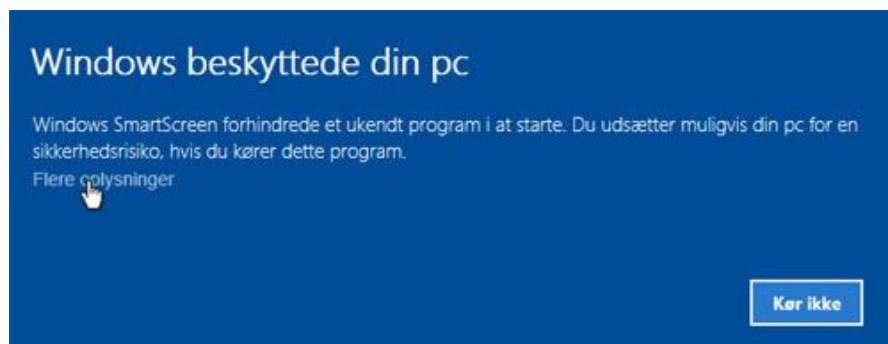 Windows beskyttede din pc
Windows SmartScreen forhindrede et ukendt program i at starte. Du udsætter muligvis din pc for en
sikkerhedsrisiko, hvis du kører dette program.
Flere oplysninger
Kør ikke